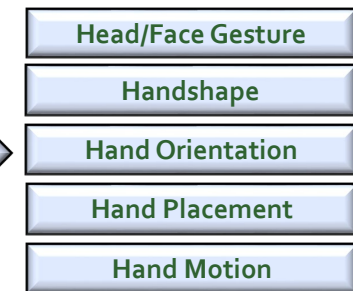 Head/Face Gesture
Handshape
Hand Orientation
Hand Placement
Hand Motion